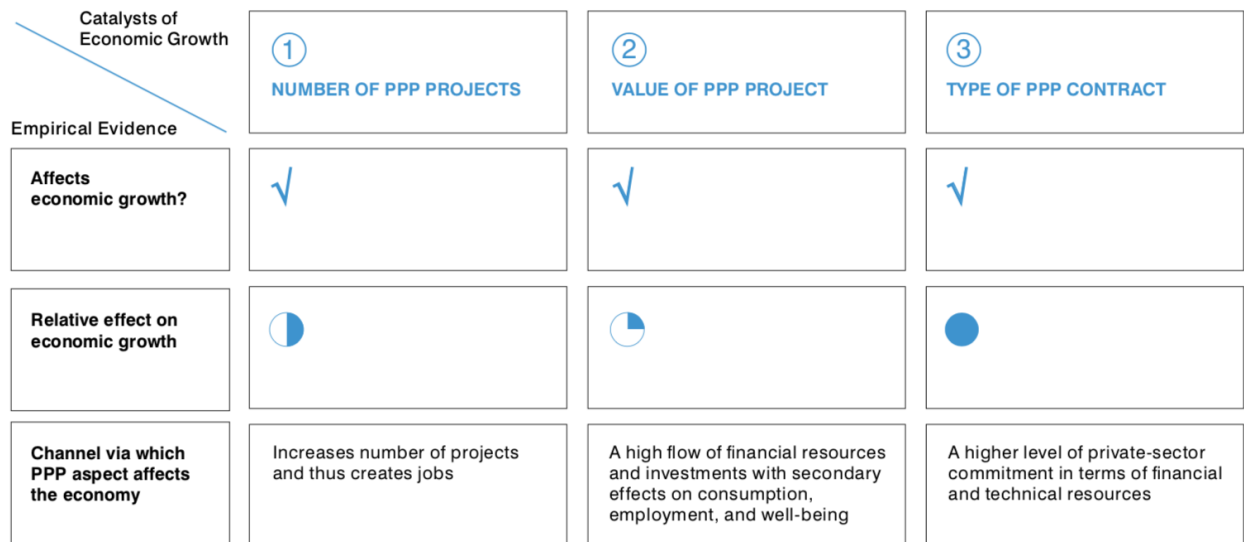 Catalysts of
Economic Growth
Empirical Evidence
1
NUMBER OF PPP PROJECTS
2
VALUE OF PPP PROJECT
3
TYPE OF PPP CONTRACT
Affects
economic growth?
√
√
√
Relative effect on
economic growth
Channel via which
PPP aspect affects
the economy
Increases number of projects
and thus creates jobs
A high flow of financial resources
and investments with secondary
effects on consumption,
employment, and well-being
A higher level of private-sector
commitment in terms of financial
and technical resources